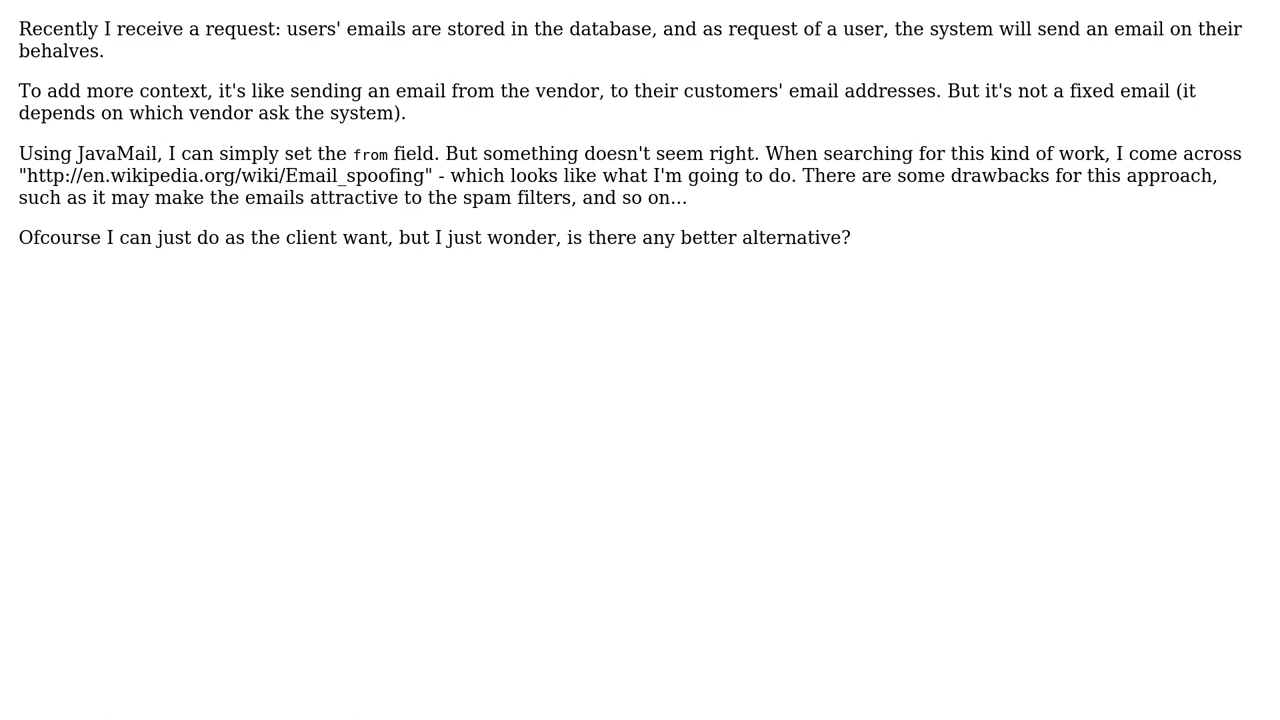 Recently I receive a request: users' emails are stored in the database, and as request of a user, the system will send an email on their
behalves.
To add more context, it's like sending an email from the vendor, to their customers' email addresses. But it's not a fixed email (it
depends on which vendor ask the system).
Using JavaMail, I can simply set the from field. But something doesn't seem right. When searching for this kind of work, I come across
"http://en.wikipedia.org/wiki/Email_spoofing" - which looks like what I'm going to do. There are some drawbacks for this approach,
such as it may make the emails attractive to the spam filters, and so on...
Ofcourse I can just do as the client want, but I just wonder, is there any better alternative?